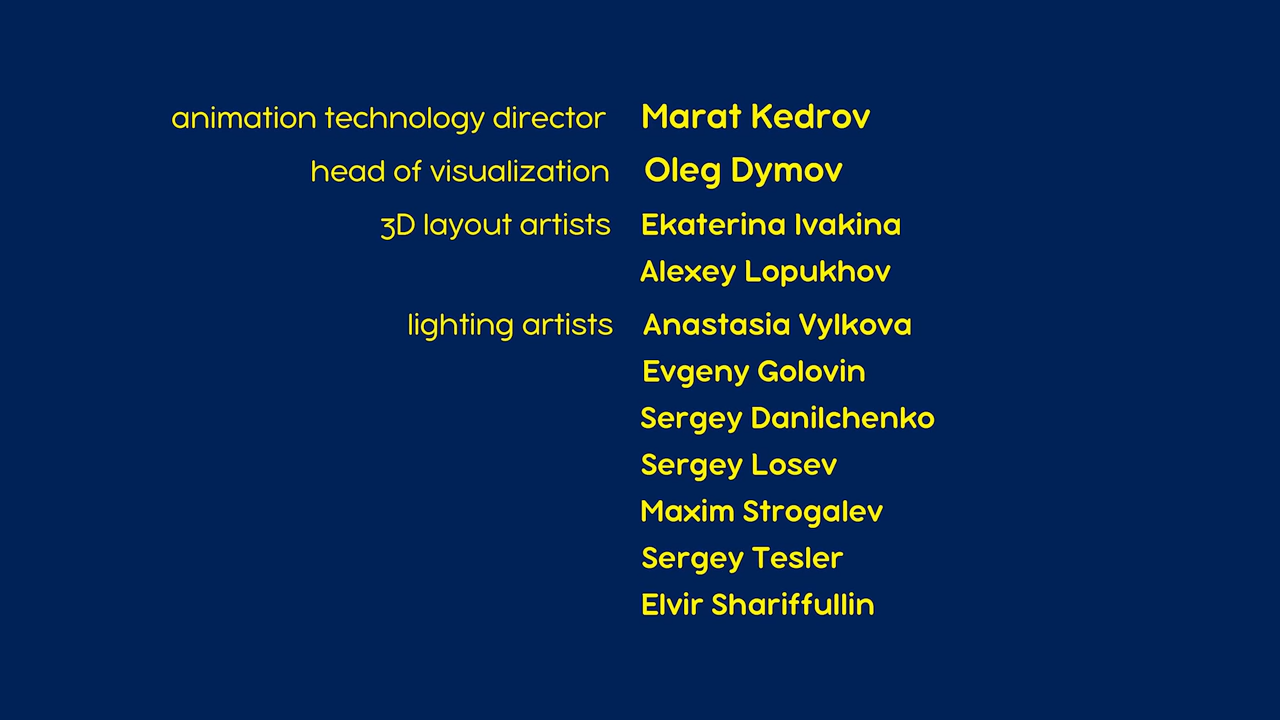 animation technology director Marat Kedrov
head of visualization Oleg Dymov
3D layout artists Ekaterina Ivakina
Alexey Lopukhov
lighting artists Anastasia Vylkova
Evgeny Golovin
Sergey Danilchenko
Sergey Losev
Maxim Strogalev
Sergey Tesler
Elvir Shariffullin